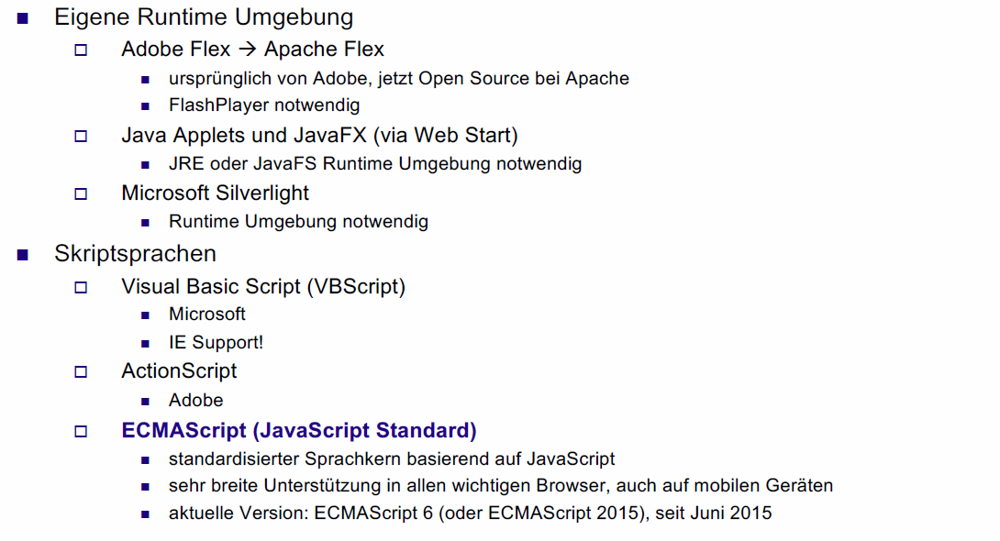 Eigene Runtime Umgebung
Adobe Flex → Apache Flex
ursprünglich von Adobe, jetzt Open Source bei Apache
FlashPlayer notwendig
Java Applets und JavaFX (via Web Start)
JRE oder JavaFS Runtime Umgebung notwendig
Microsoft Silverlight
Runtime Umgebung notwendig
Skriptsprachen
Visual Basic Script (VBScript)
Microsoft
IE Support!
ActionScript
Adobe
ECMAScript (JavaScript Standard)
standardisierter Sprachkern basierend auf JavaScript
sehr breite Unterstützung in allen wichtigen Browser, auch auf mobilen Geräten
aktuelle Version: ECMAScript 6 (oder ECMAScript 2015), seit Juni 2015